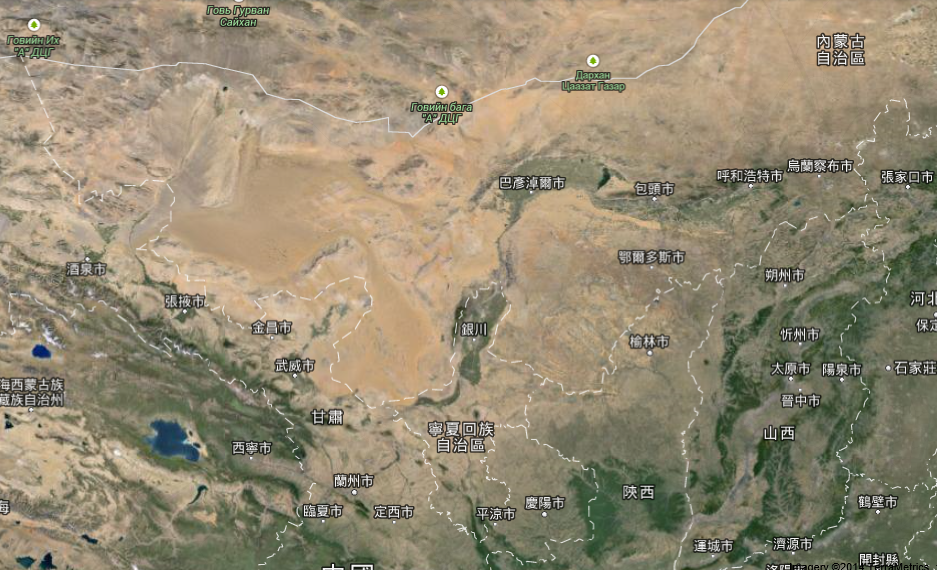 Говь Гурван
Сайхан
Говийн Их
"А" ДЦГ
內蒙古
自治區
Дархан
Цаазат Газар
Говийн бага
"А" ДЦГ
烏蘭察布市
呼和浩特市
張家口市
巴彥淖爾市
包頭市
鄂爾多斯市
酒泉市
朔州市
張掖市
河北
保定
金昌市
銀川
忻州市
榆林市
武威市
太原市
陽泉市
石家莊
海西蒙古族
藏族自治州
晉中市
甘肅
寧夏回族
自治區
山西
西寧市
蘭州市
陝西
慶陽市
鶴壁市
海
臨夏市
定西市
平涼市
運城市
濟源市
開封縣
中國
Imagery ©2014 TerraMetrics